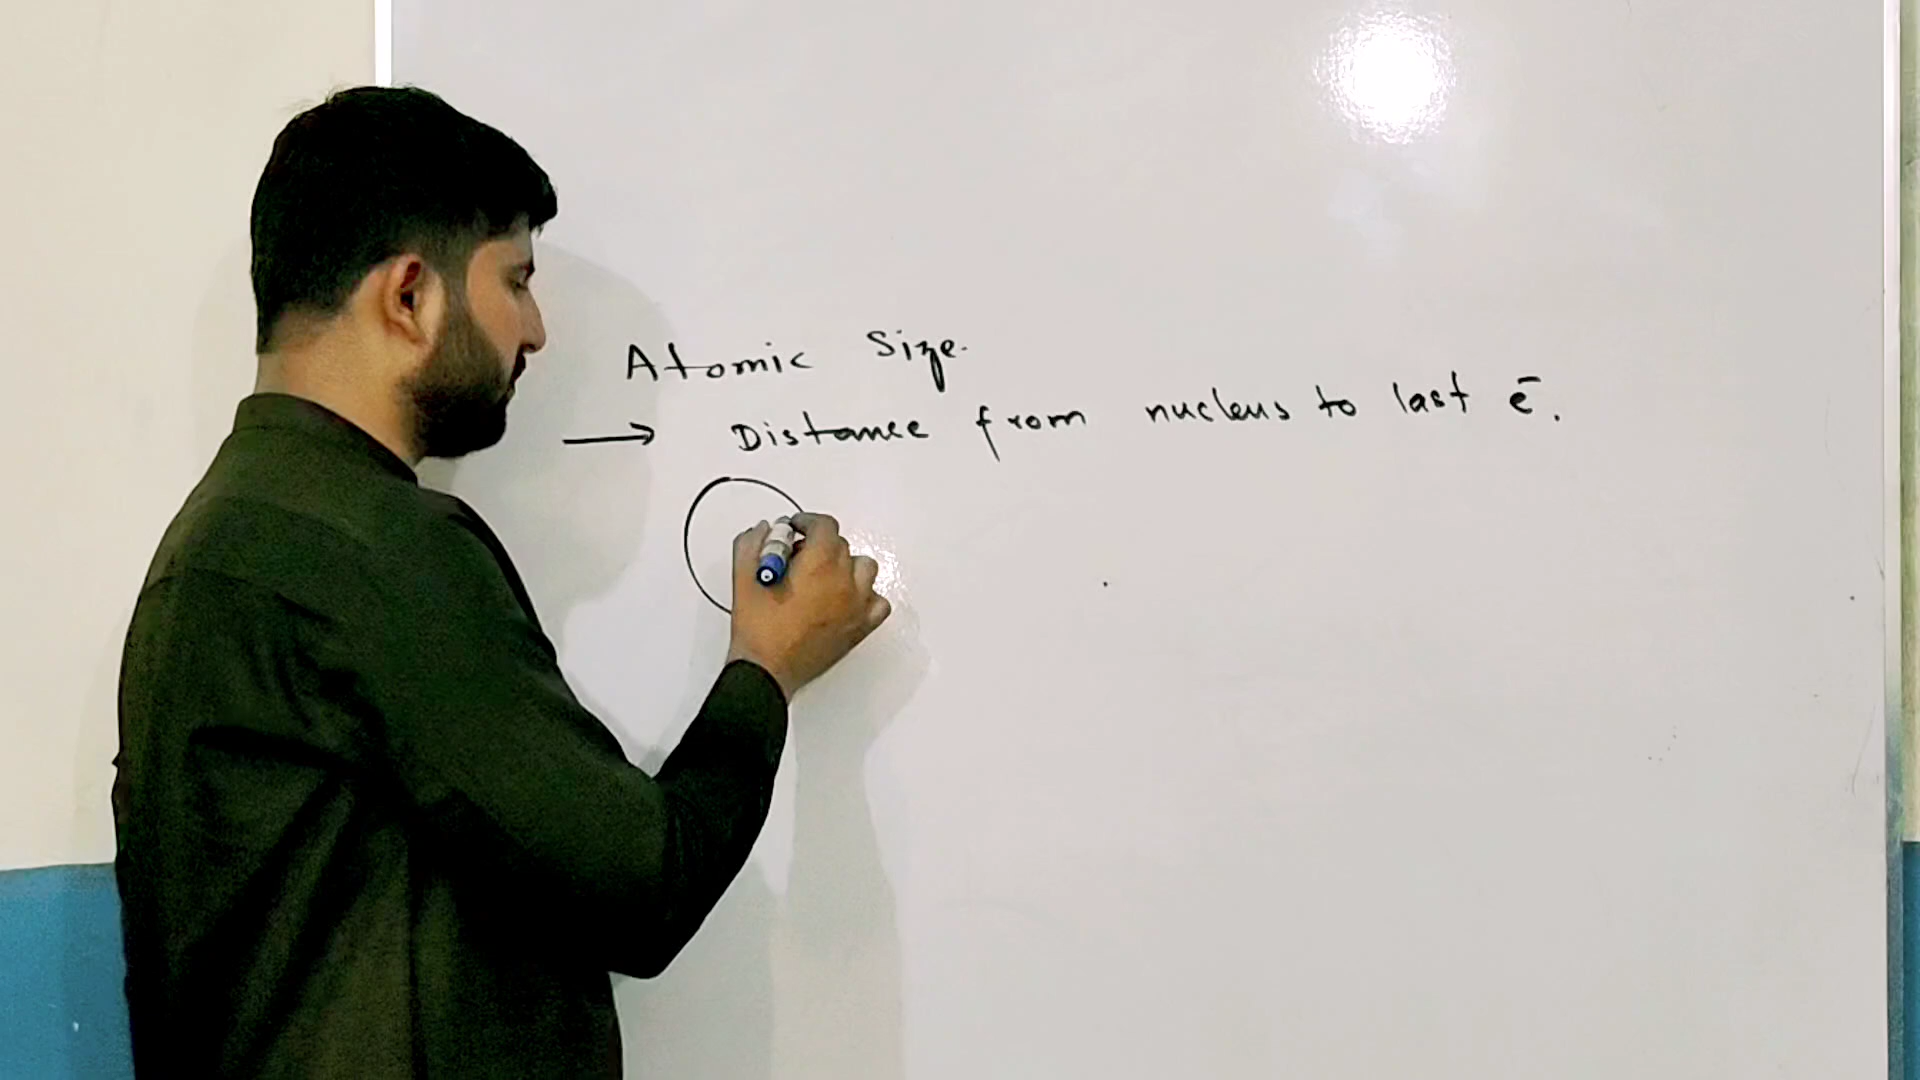 Atomic Size.
→ Distance from nucleus to last e⁻.